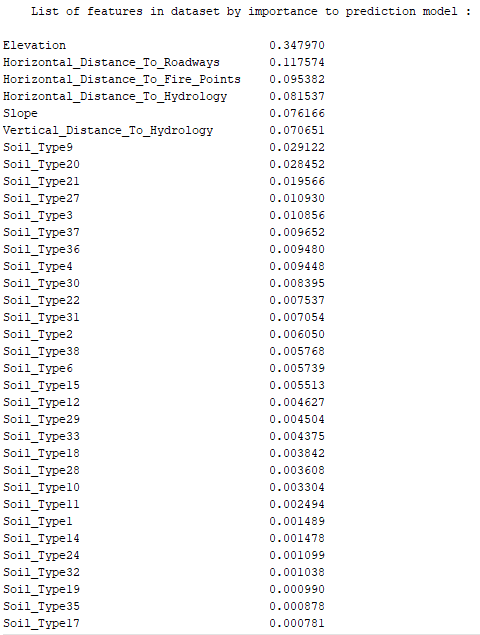 List of features in dataset by importance to prediction model :
Elevation 0.347970
Horizontal_Distance_To_Roadways 0.117574
Horizontal_Distance_To_Fire_Points 0.095382
Horizontal_Distance_To_Hydrology 0.081537
Slope 0.076166
Vertical_Distance_To_Hydrology 0.070651
Soil_Type9 0.029122
Soil_Type20 0.028452
Soil_Type21 0.019566
Soil_Type27 0.010930
Soil_Type3 0.010856
Soil_Type37 0.009652
Soil_Type36 0.009480
Soil_Type4 0.009448
Soil_Type30 0.008395
Soil_Type22 0.007537
Soil_Type31 0.007054
Soil_Type2 0.006050
Soil_Type38 0.005768
Soil_Type6 0.005739
Soil_Type15 0.005513
Soil_Type12 0.004627
Soil_Type29 0.004504
Soil_Type33 0.004375
Soil_Type18 0.003842
Soil_Type28 0.003608
Soil_Type10 0.003304
Soil_Type11 0.002494
Soil_Type1 0.001489
Soil_Type14 0.001478
Soil_Type24 0.001099
Soil_Type32 0.001038
Soil_Type19 0.000990
Soil_Type35 0.000878
Soil_Type17 0.000781